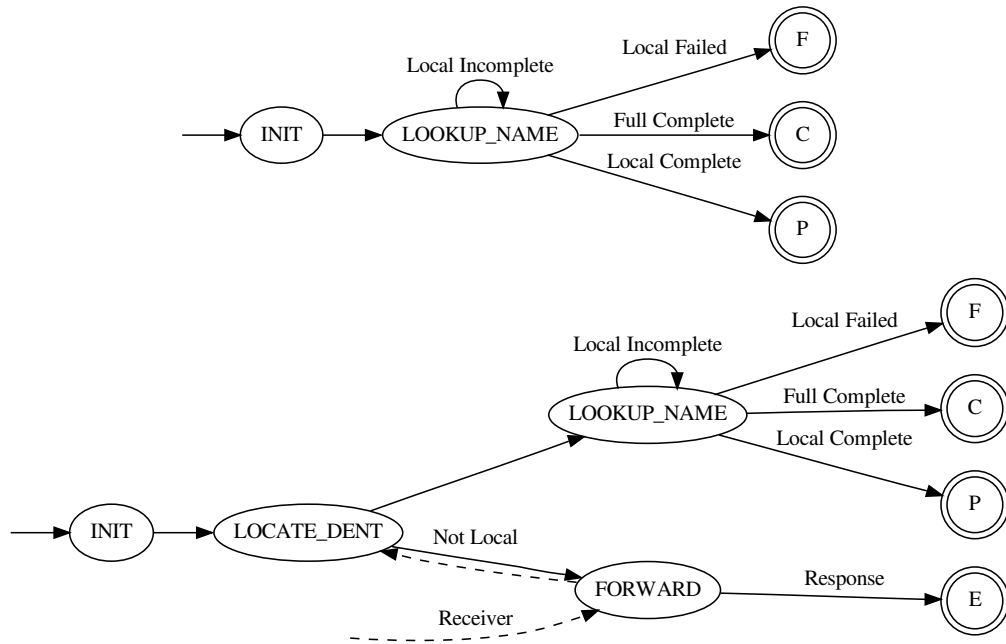 Local Failed
F
Local Incomplete
INIT
LOOKUP_NAME
Full Complete
C
Local Complete
P
Local Failed
F
Local Incomplete
LOOKUP_NAME
Full Complete
C
Local Complete
P
INIT
LOCATE_DENT
Not Local
FORWARD
Response
E
Receiver